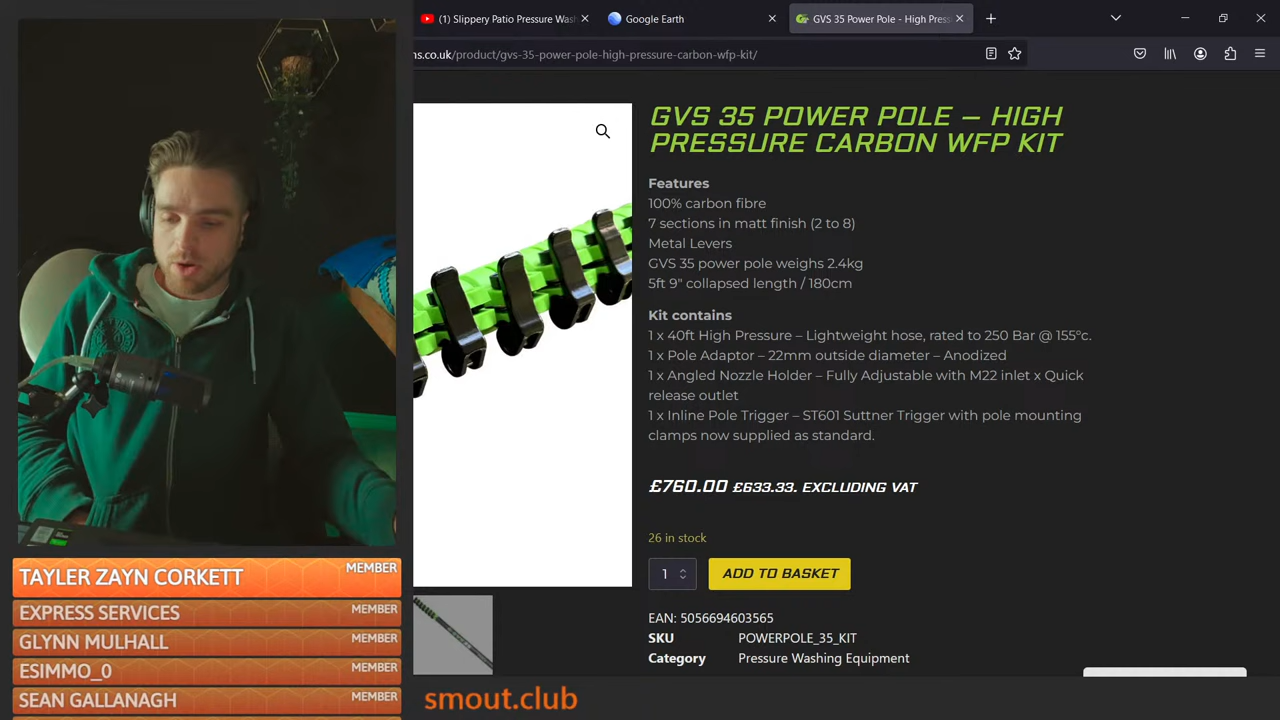 (1) Slippery Patio Pressure Was
Google Earth
GVS 35 Power Pole - High Press
ns.co.uk/product/gvs-35-power-pole-high-pressure-carbon-wfp-kit/
GVS 35 POWER POLE – HIGH
PRESSURE CARBON WFP KIT
Features
100% carbon fibre
7 sections in matt finish (2 to 8)
Metal Levers
GVS 35 power pole weighs 2.4kg
5ft 9" collapsed length / 180cm
Kit contains
1 x 40ft High Pressure – Lightweight hose, rated to 250 Bar @ 155ºc.
1 x Pole Adaptor – 22mm outside diameter – Anodized
1 x Angled Nozzle Holder – Fully Adjustable with M22 inlet x Quick
release outlet
1 x Inline Pole Trigger – ST601 Suttner Trigger with pole mounting
clamps now supplied as standard.
£760.00 £633.33. EXCLUDING VAT
26 in stock
1 ADD TO BASKET
EAN: 5056694603565
SKU POWERPOLE_35_KIT
Category Pressure Washing Equipment
TAYLER ZAYN CORKETT MEMBER
EXPRESS SERVICES MEMBER
GLYNN MULHALL MEMBER
ESIMMO_0 MEMBER
SEAN GALLANAGH MEMBER
smout.club